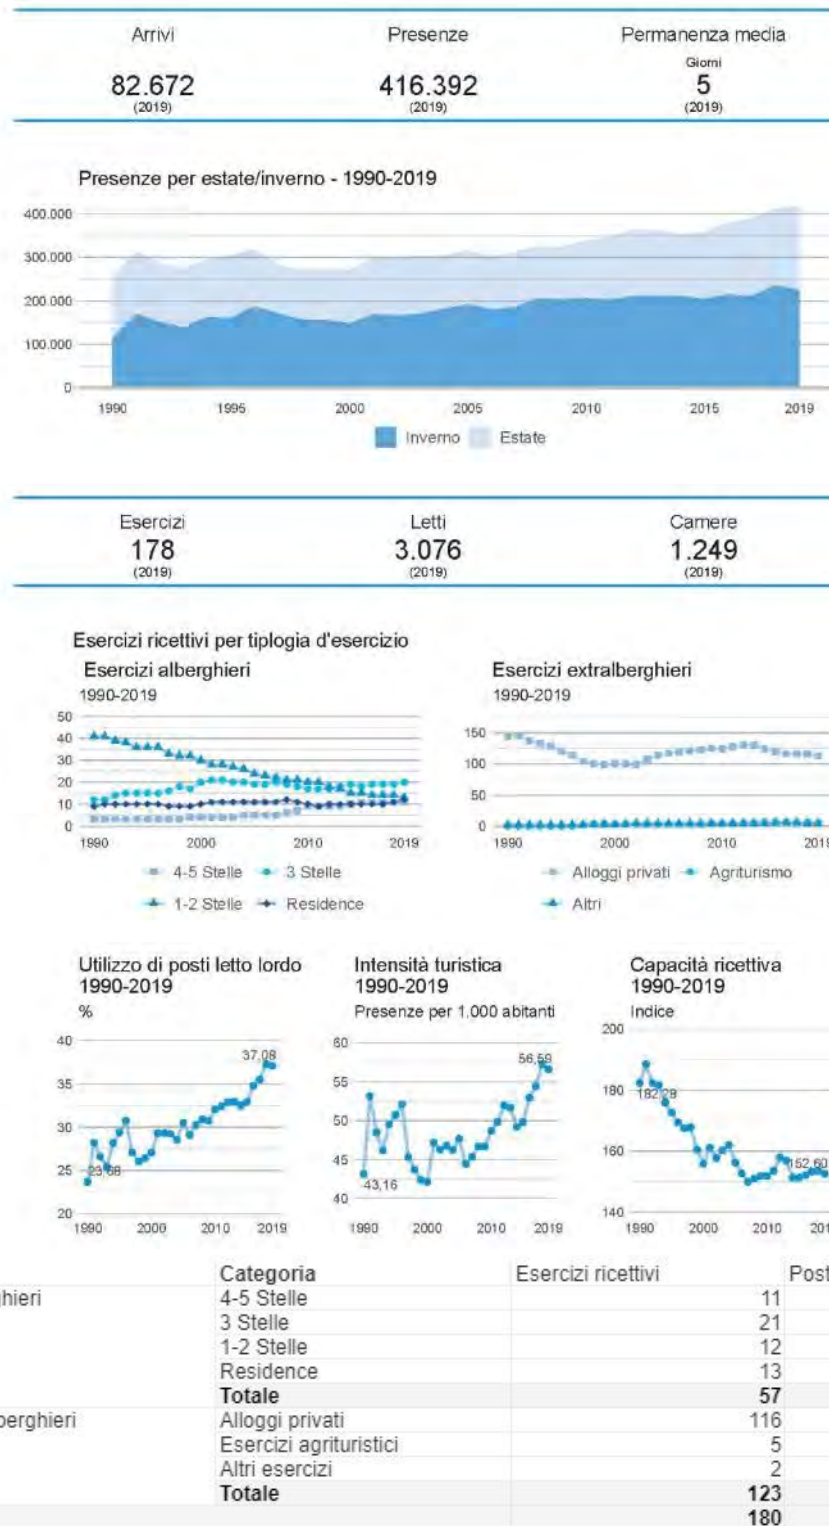 Arrivi Presenze Permanenza media
Giorni
82.672 416.392 5
(2019) (2019) (2019)
Presenze per estate/inverno - 1990-2019
400.000
300.000
200.000
100.000
0
1990 1995 2000 2005 2010 2015 2019
Inverno Estate
Esercizi Letti Camere
178 3.076 1.249
(2019) (2019) (2019)
Esercizi ricettivi per tiplogia d'esercizio
Esercizi alberghieri
1990-2019
50
40
30
20
10
0
1990 2000 2010 2019
4-5 Stelle 3 Stelle
1-2 Stelle Residence
Esercizi extralberghieri
1990-2019
150
100
50
0
1990 2000 2010 2019
Alloggi privati Agriturismo
Altri
Utilizzo di posti letto lordo
1990-2019
%
40
35
30
25
20
37,08
23,68
1990 2000 2010 2019
Intensità turistica
1990-2019
Presenze per 1.000 abitanti
60
55
50
45
40
56,59
43,16
1990 2000 2010 2019
Capacità ricettiva
1990-2019
Indice
200
180
160
140
182,29
152,60
1990 2000 2010 201
Categoria Esercizi ricettivi Post
hieri 4-5 Stelle 11
3 Stelle 21
1-2 Stelle 12
Residence 13
Totale 57
berghieri Alloggi privati 116
Esercizi agrituristici 5
Altri esercizi 2
Totale 123
180